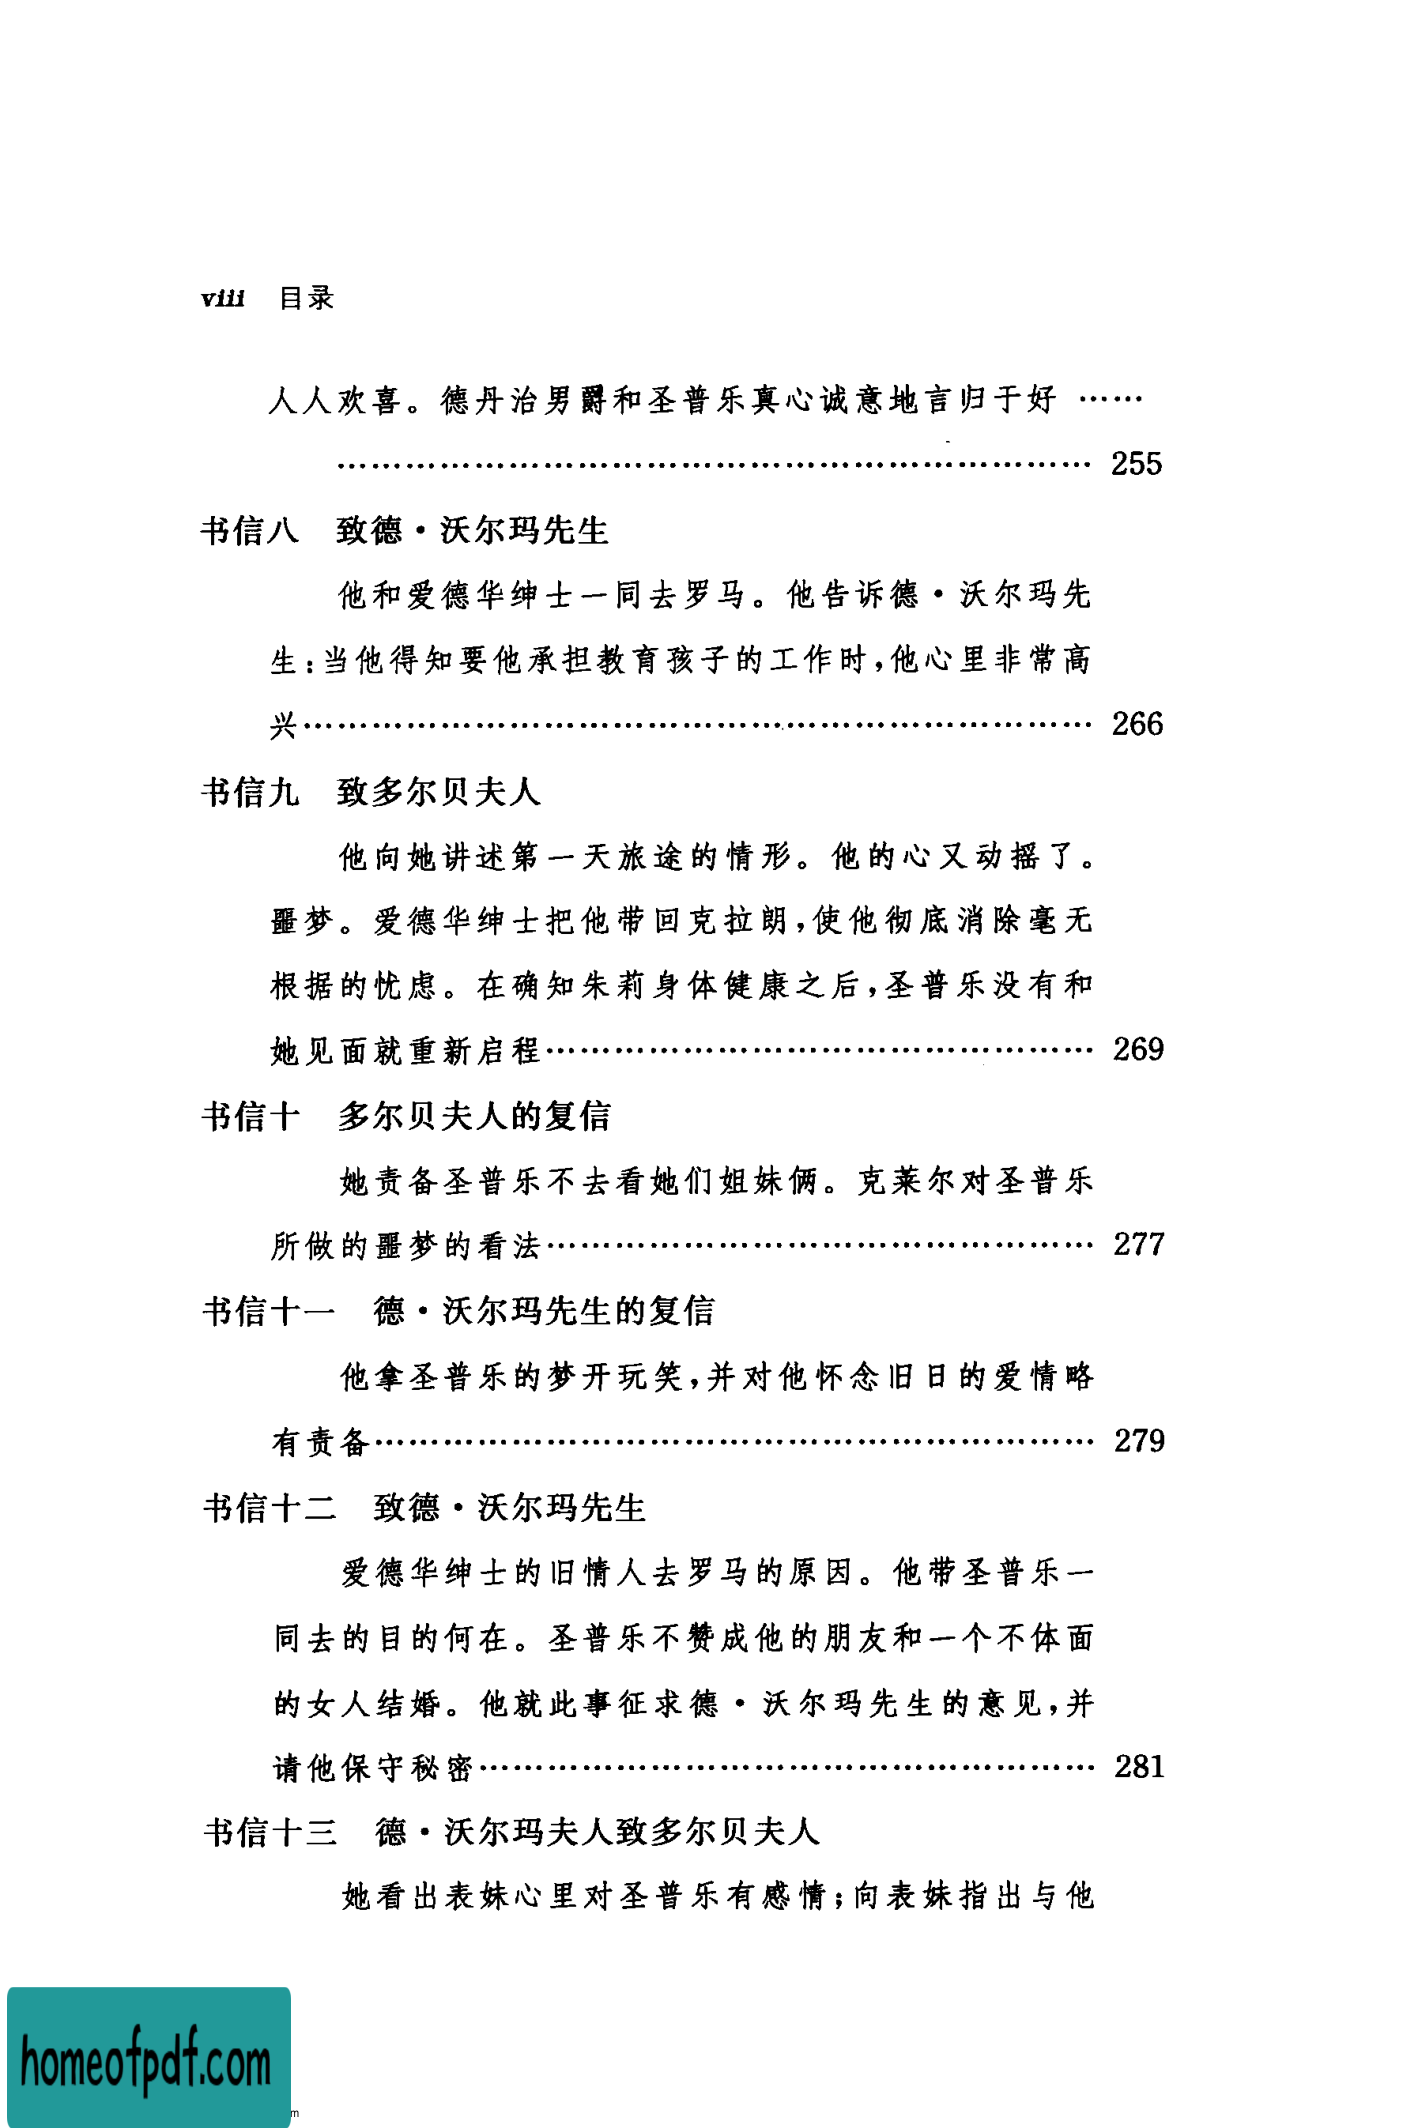 viii 目录
人人欢喜。德丹治男爵和圣普乐真心诚意地言归于好 ……
………………………………………………………… 255
书信八 致德·沃尔玛先生
他和爱德华绅士一同去罗马。他告诉德·沃尔玛先
生:当他得知要他承担教育孩子的工作时,他心里非常高
兴…………………………………………………………… 266
书信九 致多尔贝夫人
他向她讲述第一天旅途的情形。他的心又动摇了。
噩梦。爱德华绅士把他带回克拉朗,使他彻底消除毫无
根据的忧虑。在确知朱莉身体健康之后,圣普乐没有和
她见面就重新启程………………………………………… 269
书信十 多尔贝夫人的复信
她责备圣普乐不去看她们姐妹俩。克莱尔对圣普乐
所做的噩梦的看法………………………………………… 277
书信十一 德·沃尔玛先生的复信
他拿圣普乐的梦开玩笑,并对他怀念旧日的爱情略
有责备……………………………………………………… 279
书信十二 致德·沃尔玛先生
爱德华绅士的旧情人去罗马的原因。他带圣普乐一
同去的目的何在。圣普乐不赞成他的朋友和一个不体面
的女人结婚。他就此事征求德·沃尔玛先生的意见,并
请他保守秘密……………………………………………… 281
书信十三 德·沃尔玛夫人致多尔贝夫人
她看出表妹心里对圣普乐有感情;向表妹指出与他
homeofpdf.com
m